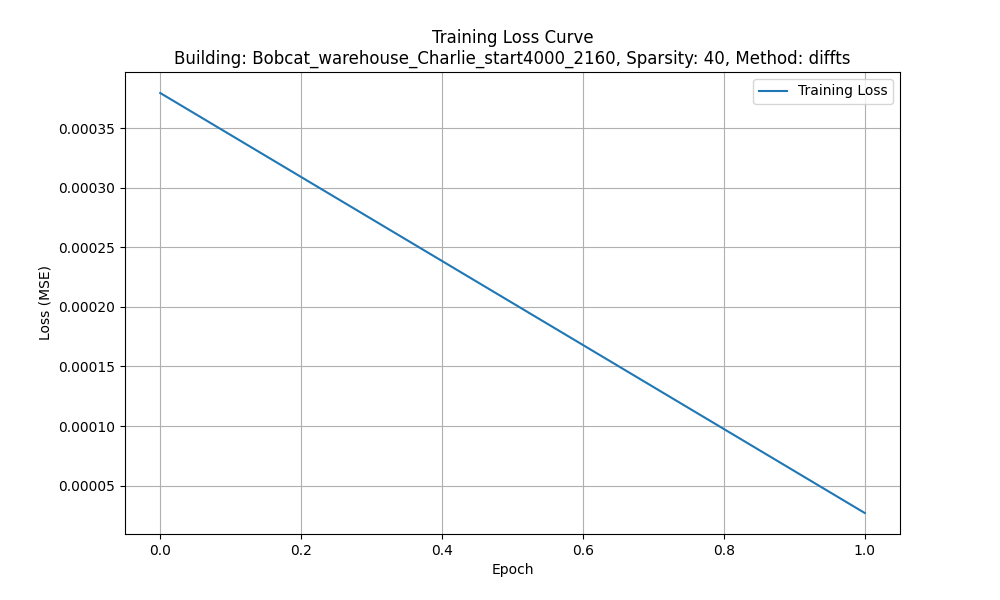 Training Loss Curve
Building: Bobcat_warehouse_Charlie_start4000_2160, Sparsity: 40, Method: diffts
Training Loss
0.00035
0.00030
0.00025
0.00020
0.00015
0.00010
0.00005
Loss (MSE)
0.0 0.2 0.4 0.6 0.8 1.0
Epoch